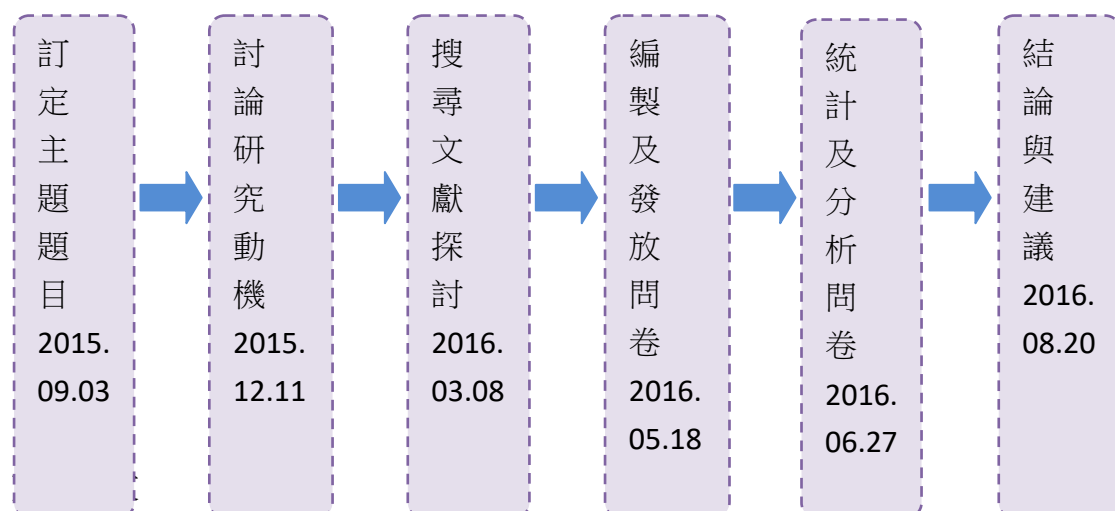 訂定主題題目
2015.
09.03
討論研究動機
2015.
12.11
搜尋文獻探討
2016.
03.08
編製及發放問卷
2016.
05.18
統計及分析問卷
2016.
06.27
結論與建議
2016.
08.20